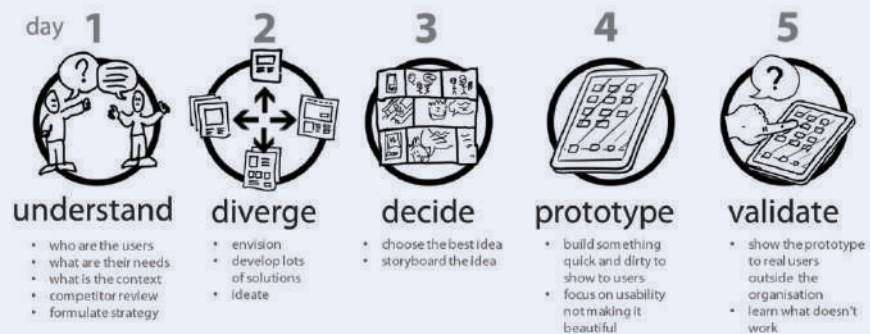 day 1
2
3
4
5
?
?
understand
diverge
decide
prototype
validate
• who are the users
• what are their needs
• what is the context
• competitor review
• formulate strategy
• envision
• develop lots
of solutions
• ideate
• choose the best idea
• storyboard the idea
• build something
quick and dirty to
show to users
• focus on usability
not making it
beautiful
• show the prototype
to real users
outside the
organisation
• learn what doesn't
work